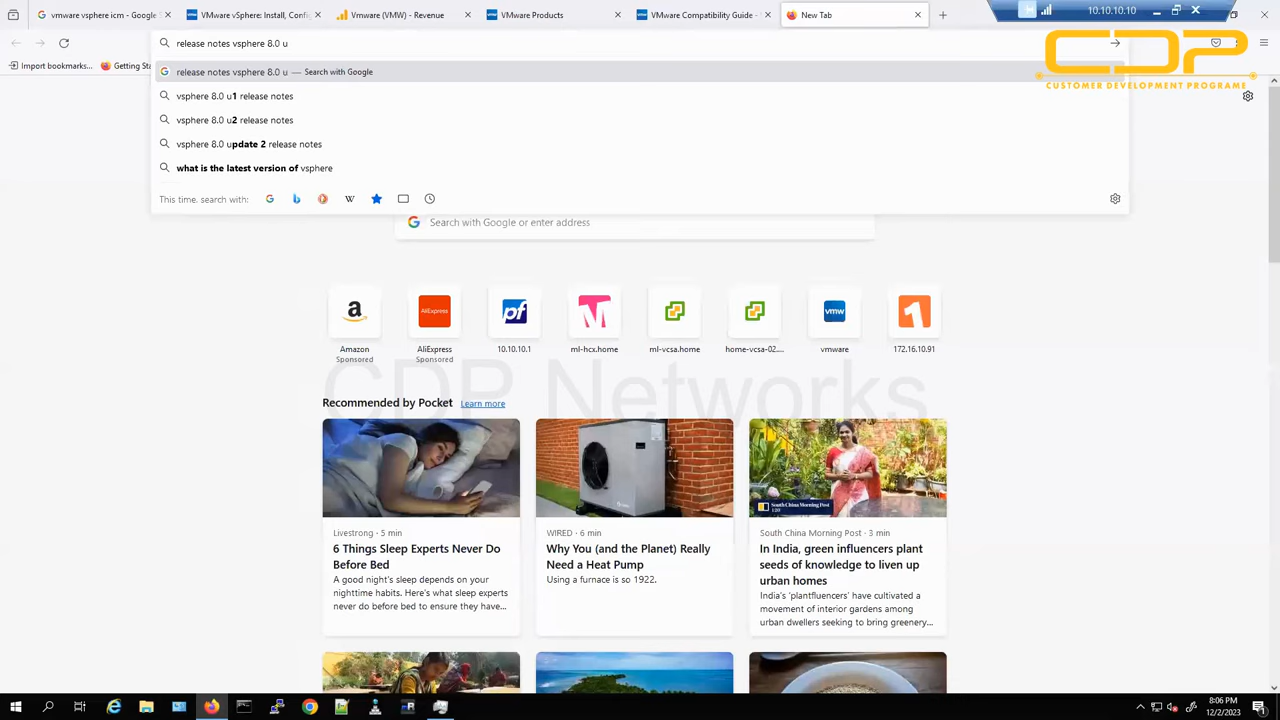 vmware vsphere icm - Google
VMware vSphere: Install, Config
Vmware (VMW) - Revenue
VMware Products
VMware Compatibility Guide -
New Tab
10.10.10.10
release notes vsphere 8.0 u
Import bookmarks...
Getting Sta
CDP
CUSTOMER DEVELOPMENT PROGRAME
release notes vsphere 8.0 u — Search with Google
vsphere 8.0 u1 release notes
vsphere 8.0 u2 release notes
vsphere 8.0 update 2 release notes
what is the latest version of vsphere
This time, search with:
Search with Google or enter address
Amazon
Sponsored
AliExpress
AliExpress
Sponsored
10.10.10.1
ml-hcx.home
ml-vcsa.home
home-vcsa-02....
vmw
vmware
172.16.10.91
CDP Networks
Recommended by Pocket Learn more
South China Morning Post
Livestrong · 5 min
6 Things Sleep Experts Never Do
Before Bed
A good night's sleep depends on your
nighttime habits. Here's what sleep experts
never do before bed to ensure they have...
WIRED · 6 min
Why You (and the Planet) Really
Need a Heat Pump
Using a furnace is so 1922.
South China Morning Post · 3 min
In India, green influencers plant
seeds of knowledge to liven up
urban homes
India's 'plantfluencers' have cultivated a
movement of interior gardens among
urban dwellers seeking to bring greenery...
8:06 PM
12/2/2023